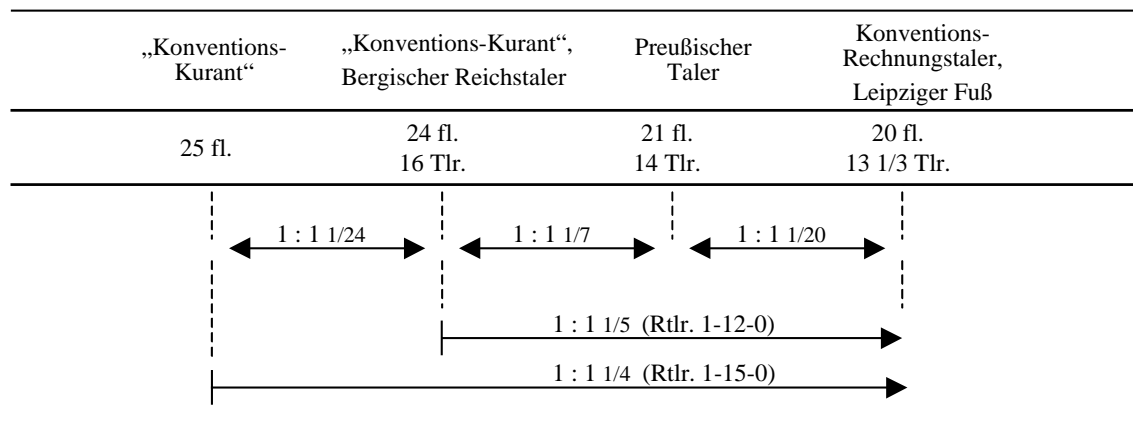 „Konventions-
Kurant“
„Konventions-Kurant“,
Bergischer Reichstaler
Preußischer
Taler
Konventions-
Rechnungstaler,
Leipziger Fuß
25 fl.
24 fl.
16 Tlr.
21 fl.
14 Tlr.
20 fl.
13 1/3 Tlr.
1 : 1 1/24
1 : 1 1/7
1 : 1 1/20
1 : 1 1/5 (Rtlr. 1-12-0)
1 : 1 1/4 (Rtlr. 1-15-0)